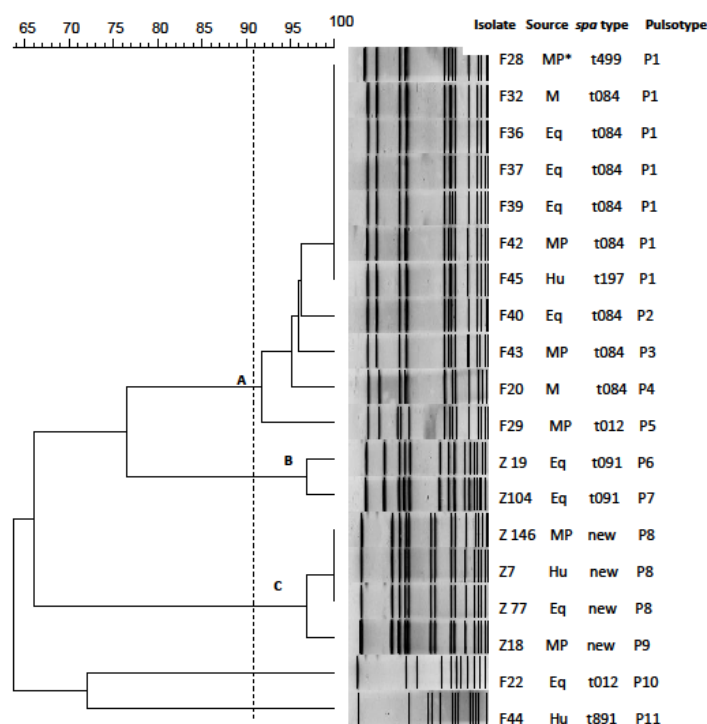 65 70 75 80 85 90 95 100
Isolate Source spa type Pulsotype
F28 MP* t499 P1
F32 M t084 P1
F36 Eq t084 P1
F37 Eq t084 P1
F39 Eq t084 P1
F42 MP t084 P1
F45 Hu t197 P1
F40 Eq t084 P2
F43 MP t084 P3
A
F20 M t084 P4
F29 MP t012 P5
B
Z 19 Eq t091 P6
Z104 Eq t091 P7
Z 146 MP new P8
Z7 Hu new P8
C
Z 77 Eq new P8
Z18 MP new P9
F22 Eq t012 P10
F44 Hu t891 P11